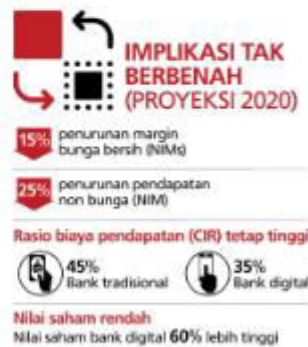 IMPLIKASI TAK
BERBENAH
(PROYEKSI 2020)
15% penurunan margin
bunga bersih (NIMs)
25% penurunan pendapatan
non bunga (NIM)
Rasio biaya pendapatan (CIR) tetap tinggi
45%
Bank tradisional
35%
Bank digital
Nilai saham rendah
Nilai saham bank digital 60% lebih tinggi